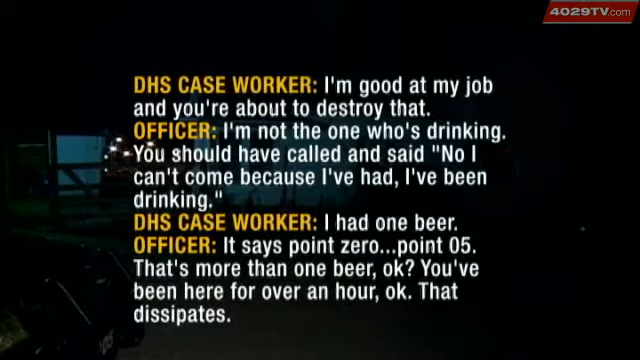 4029TV.com
DHS CASE WORKER: I'm good at my job
and you're about to destroy that.
OFFICER: I'm not the one who's drinking.
You should have called and said "No I
can't come because I've had, I've been
drinking."
DHS CASE WORKER: I had one beer.
OFFICER: It says point zero...point 05.
That's more than one beer, ok? You've
been here for over an hour, ok. That
dissipates.